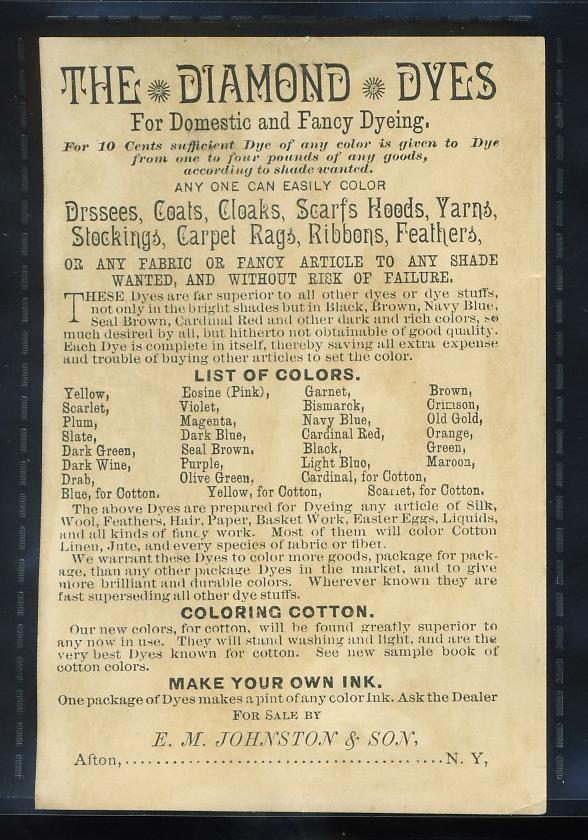 THE DIAMOND DYES
For Domestic and Fancy Dyeing.
For 10 Cents sufficient Dye of any color is given to Dye
from one to four pounds of any goods,
according to shade wanted.
ANY ONE CAN EASILY COLOR
Drssees, Coats, Cloaks, Scarfs Hoods, Yarns,
Stockings, Carpet Rags, Ribbons, Feathers,
OR ANY FABRIC OR FANCY ARTICLE TO ANY SHADE
WANTED, AND WITHOUT RISK OF FAILURE.
THESE Dyes are far superior to all other dyes or dye stuffs,
not only in the bright shades but in Black, Brown, Navy Blue,
Seal Brown, Cardinal Red and other dark and rich colors, so
much desired by all, but hitherto not obtainable of good quality.
Each Dye is complete in itself, thereby saving all extra expense
and trouble of buying other articles to set the color.
LIST OF COLORS.
Yellow, Eosine (Pink), Garnet, Brown,
Scarlet, Violet, Bismarck, Crimson,
Plum, Magenta, Navy Blue, Old Gold,
Slate, Dark Blue, Cardinal Red, Orange,
Dark Green, Seal Brown, Black, Green,
Dark Wine, Purple, Light Blue, Maroon,
Drab, Olive Green, Cardinal, for Cotton,
Blue, for Cotton. Yellow, for Cotton, Scarlet, for Cotton.
The above Dyes are prepared for Dyeing any article of Silk,
Wool, Feathers, Hair, Paper, Basket Work, Easter Eggs, Liquids,
and all kinds of fancy work. Most of them will color Cotton
Linen, Jute, and every species of fabric or fiber.
We warrant these Dyes to color more goods, package for pack-
age, than any other package Dyes in the market, and to give
more brilliant and durable colors. Wherever known they are
fast superseding all other dye stuffs.
COLORING COTTON.
Our new colors, for cotton, will be found greatly superior to
any now in use. They will stand washing and light, and are the
very best Dyes known for cotton. See new sample book of
cotton colors.
MAKE YOUR OWN INK.
One package of Dyes makes a pint of any color Ink. Ask the Dealer
FOR SALE BY
E. M. JOHNSTON & SON,
Afton,......................................N. Y,